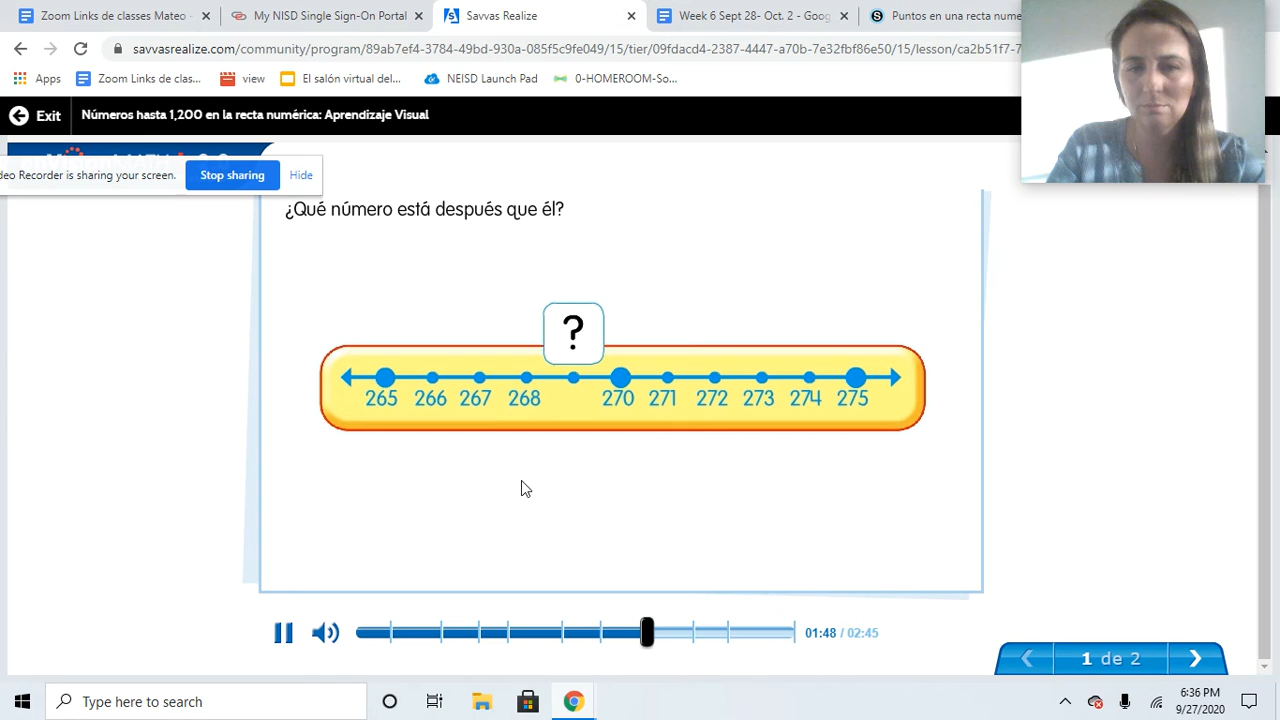 Zoom Links de classes Mateo
My NISD Single Sign-On Portal
Savvas Realize
Week 6 Sept 28- Oct. 2 - Goog
Puntos en una recta nume
savvasrealize.com/community/program/89ab7ef4-3784-49bd-930a-085f5c9fe049/15/tier/09fdacd4-2387-4447-a70b-7e32fbf86e50/15/lesson/ca2b51f7-7
Apps
Zoom Links de clas...
view
El salón virtual del...
NEISD Launch Pad
0-HOMEROOM-So...
Exit
Números hasta 1,200 en la recta numérica: Aprendizaje Visual
deo Recorder is sharing your screen.
Stop sharing
Hide
¿Qué número está después que él?
?
265 266 267 268 270 271 272 273 274 275
01:48 / 02:45
1 de 2
Type here to search
6:36 PM
9/27/2020